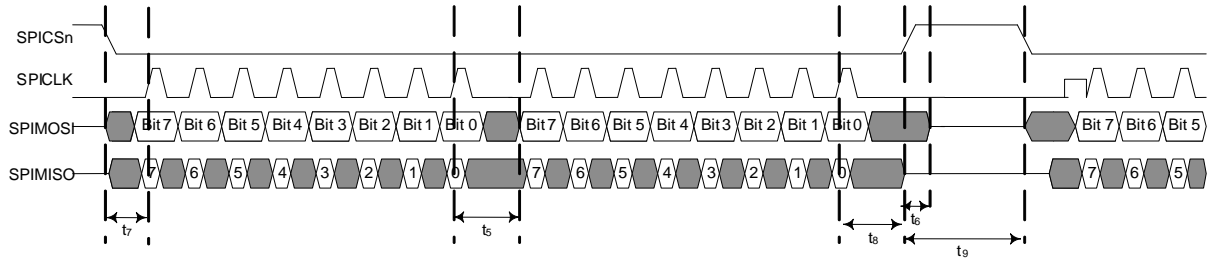 SPICSn
SPICLK
SPIMOSI Bit 7 Bit 6 Bit 5 Bit 4 Bit 3 Bit 2 Bit 1 Bit 0 Bit 7 Bit 6 Bit 5 Bit 4 Bit 3 Bit 2 Bit 1 Bit 0 Bit 7 Bit 6 Bit 5
SPIMISO 7 6 5 4 3 2 1 0 7 6 5 4 3 2 1 0 7 6 5
t7 t5 t8 t6
t9